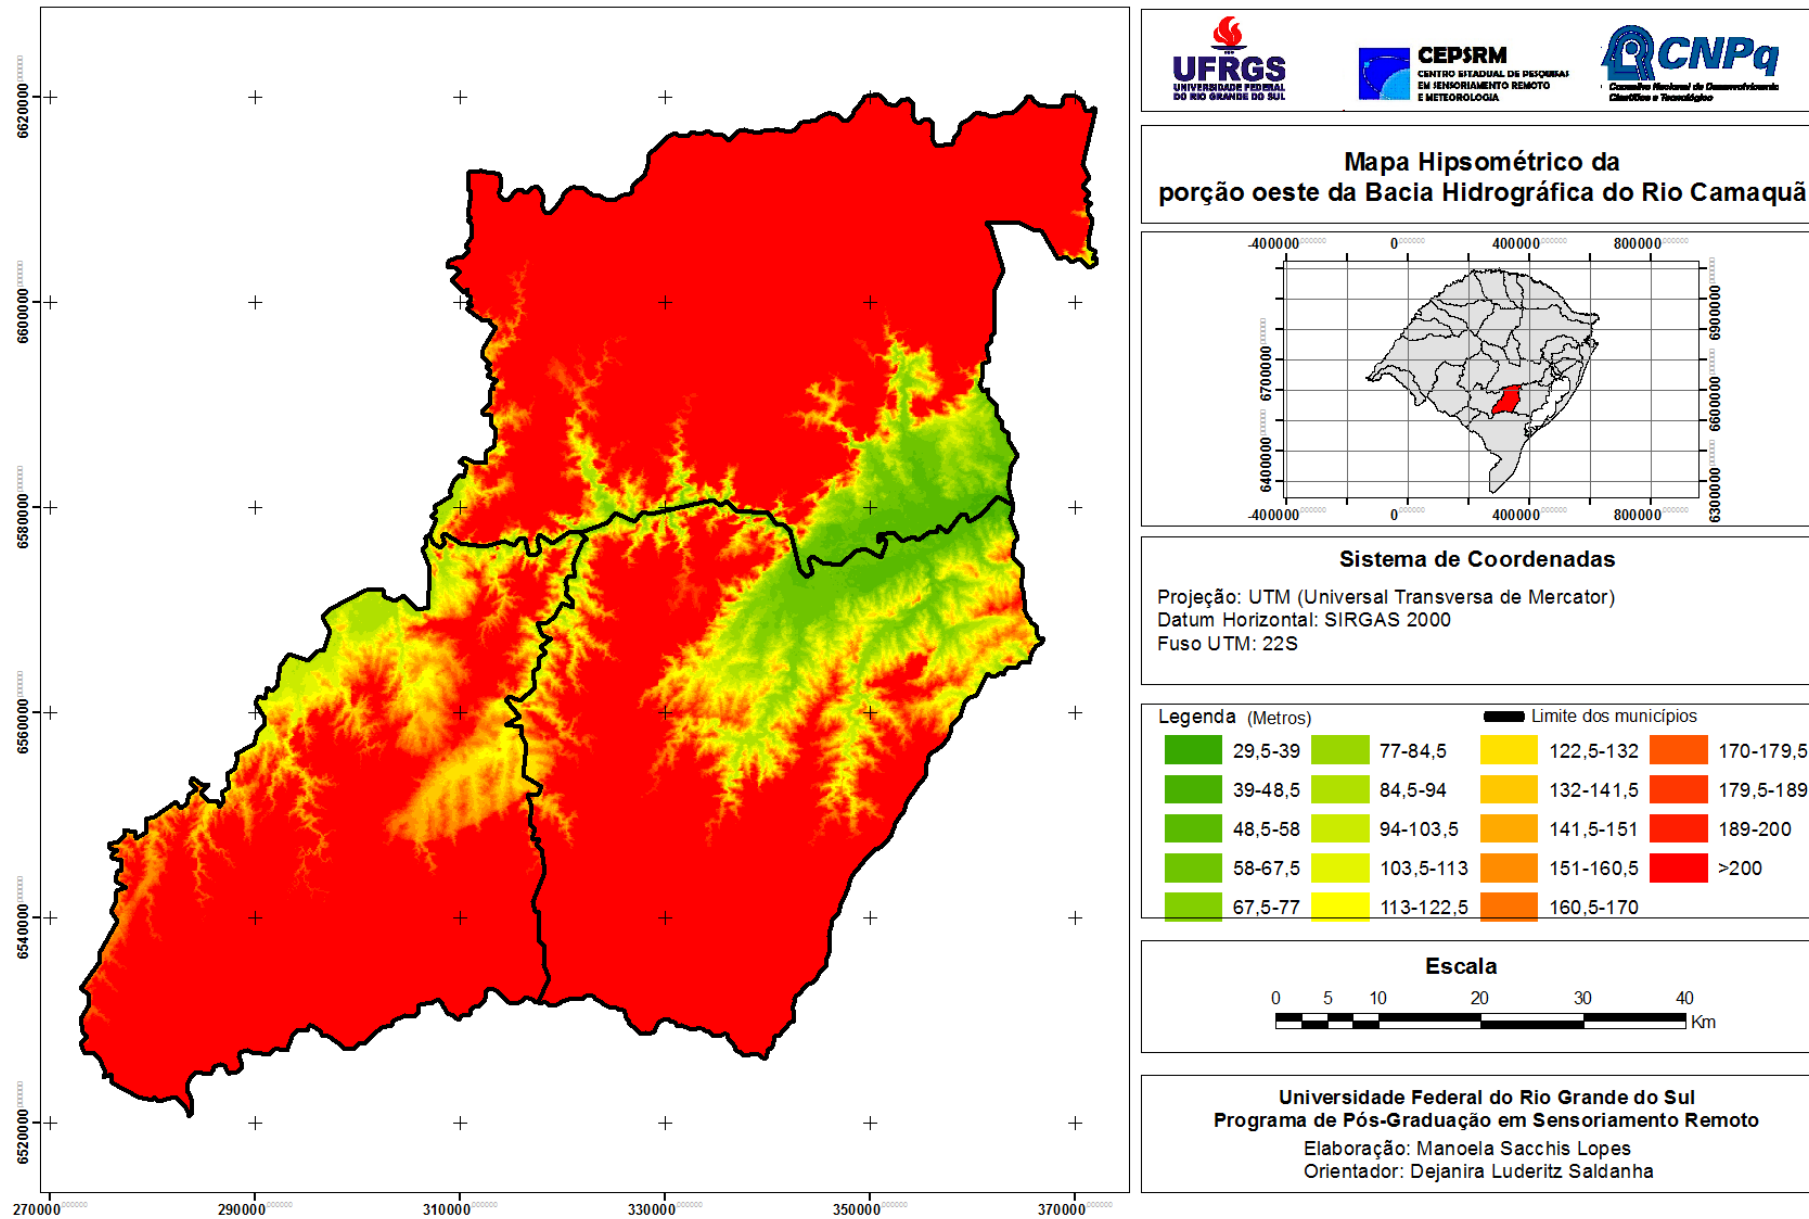 UFRGS
UNIVERSIDADE FEDERAL
DO RIO GRANDE DO SUL
CEPSRM
CENTRO ESTADUAL DE PESQUISAS
EM SENSORIAMENTO REMOTO
E METEOROLOGIA
CNPq
Conselho Nacional de Desenvolvimento
Científico e Tecnológico
Mapa Hipsométrico da
porção oeste da Bacia Hidrográfica do Rio Camaquã
-400000 0 400000 800000
6700000
6400000
6900000
6600000
6300000
-400000 0 400000 800000
Sistema de Coordenadas
Projeção: UTM (Universal Transversa de Mercator)
Datum Horizontal: SIRGAS 2000
Fuso UTM: 22S
Legenda (Metros) Limite dos municípios
29,5-39 77-84,5 122,5-132 170-179,5
39-48,5 84,5-94 132-141,5 179,5-189
48,5-58 94-103,5 141,5-151 189-200
58-67,5 103,5-113 151-160,5 >200
67,5-77 113-122,5 160,5-170
Escala
0 5 10 20 30 40
Km
Universidade Federal do Rio Grande do Sul
Programa de Pós-Graduação em Sensoriamento Remoto
Elaboração: Manoela Sacchis Lopes
Orientador: Dejanira Luderitz Saldanha
6620000
6600000
6580000
6560000
6540000
6520000
270000 290000 310000 330000 350000 370000